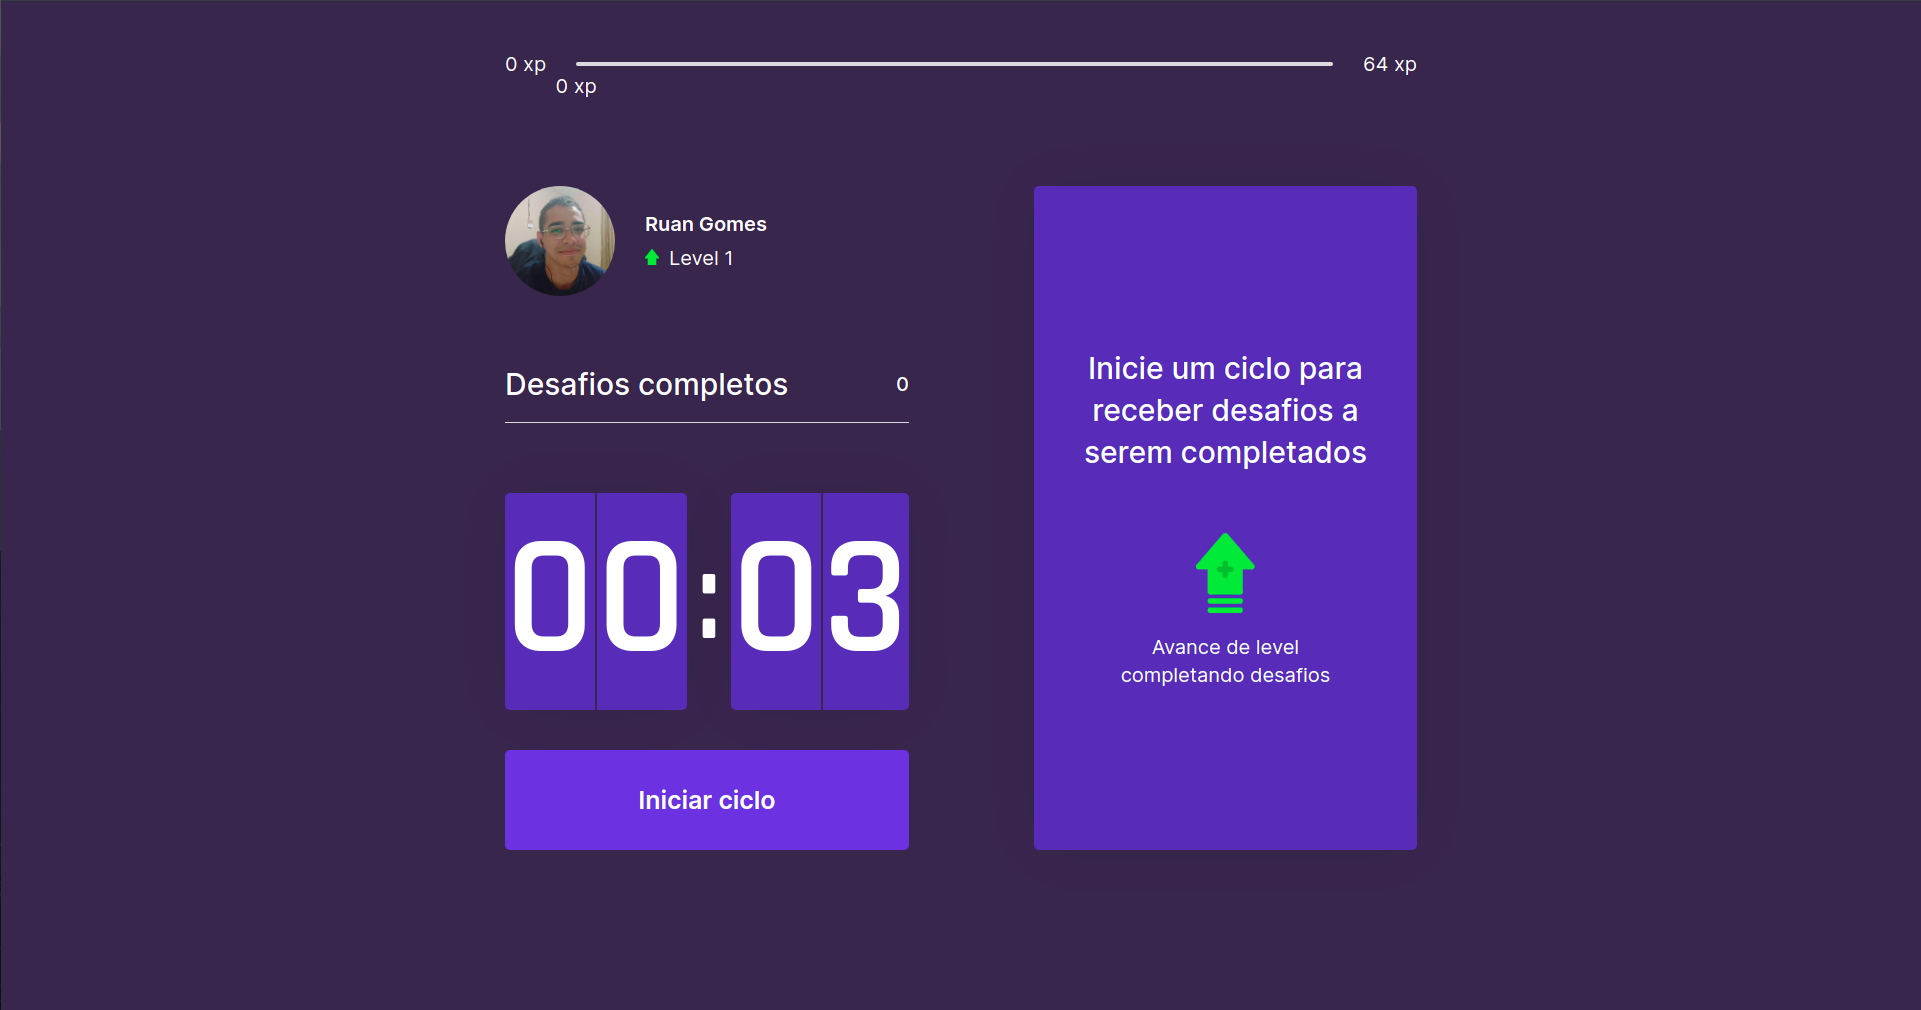 0 xp
64 xp
0 xp
Ruan Gomes
Level 1
Desafios completos
0
00:03
Iniciar ciclo
Inicie um ciclo para
receber desafios a
serem completados
Avance de level
completando desafios